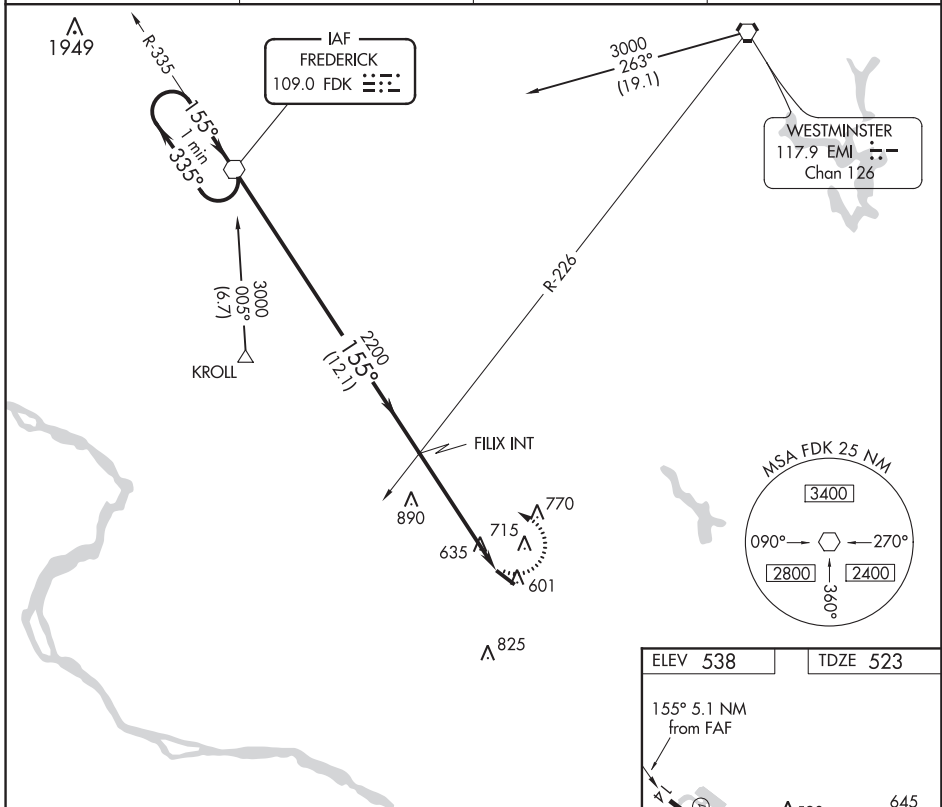 1949
R-335
IAF
FREDERICK
109.0 FDK
3000
263°
(19.1)
155°
1 min
335°
WESTMINSTER
117.9 EMI
Chan 126
R-226
3000
005°
(6.7)
KROLL
2200
155°
(12.1)
FILIX INT
MSA FDK 25 NM
3400
090°
270°
2800
2400
360°
890
770
715
635
601
825
ELEV 538
TDZE 523
155° 5.1 NM
from FAF
14
645